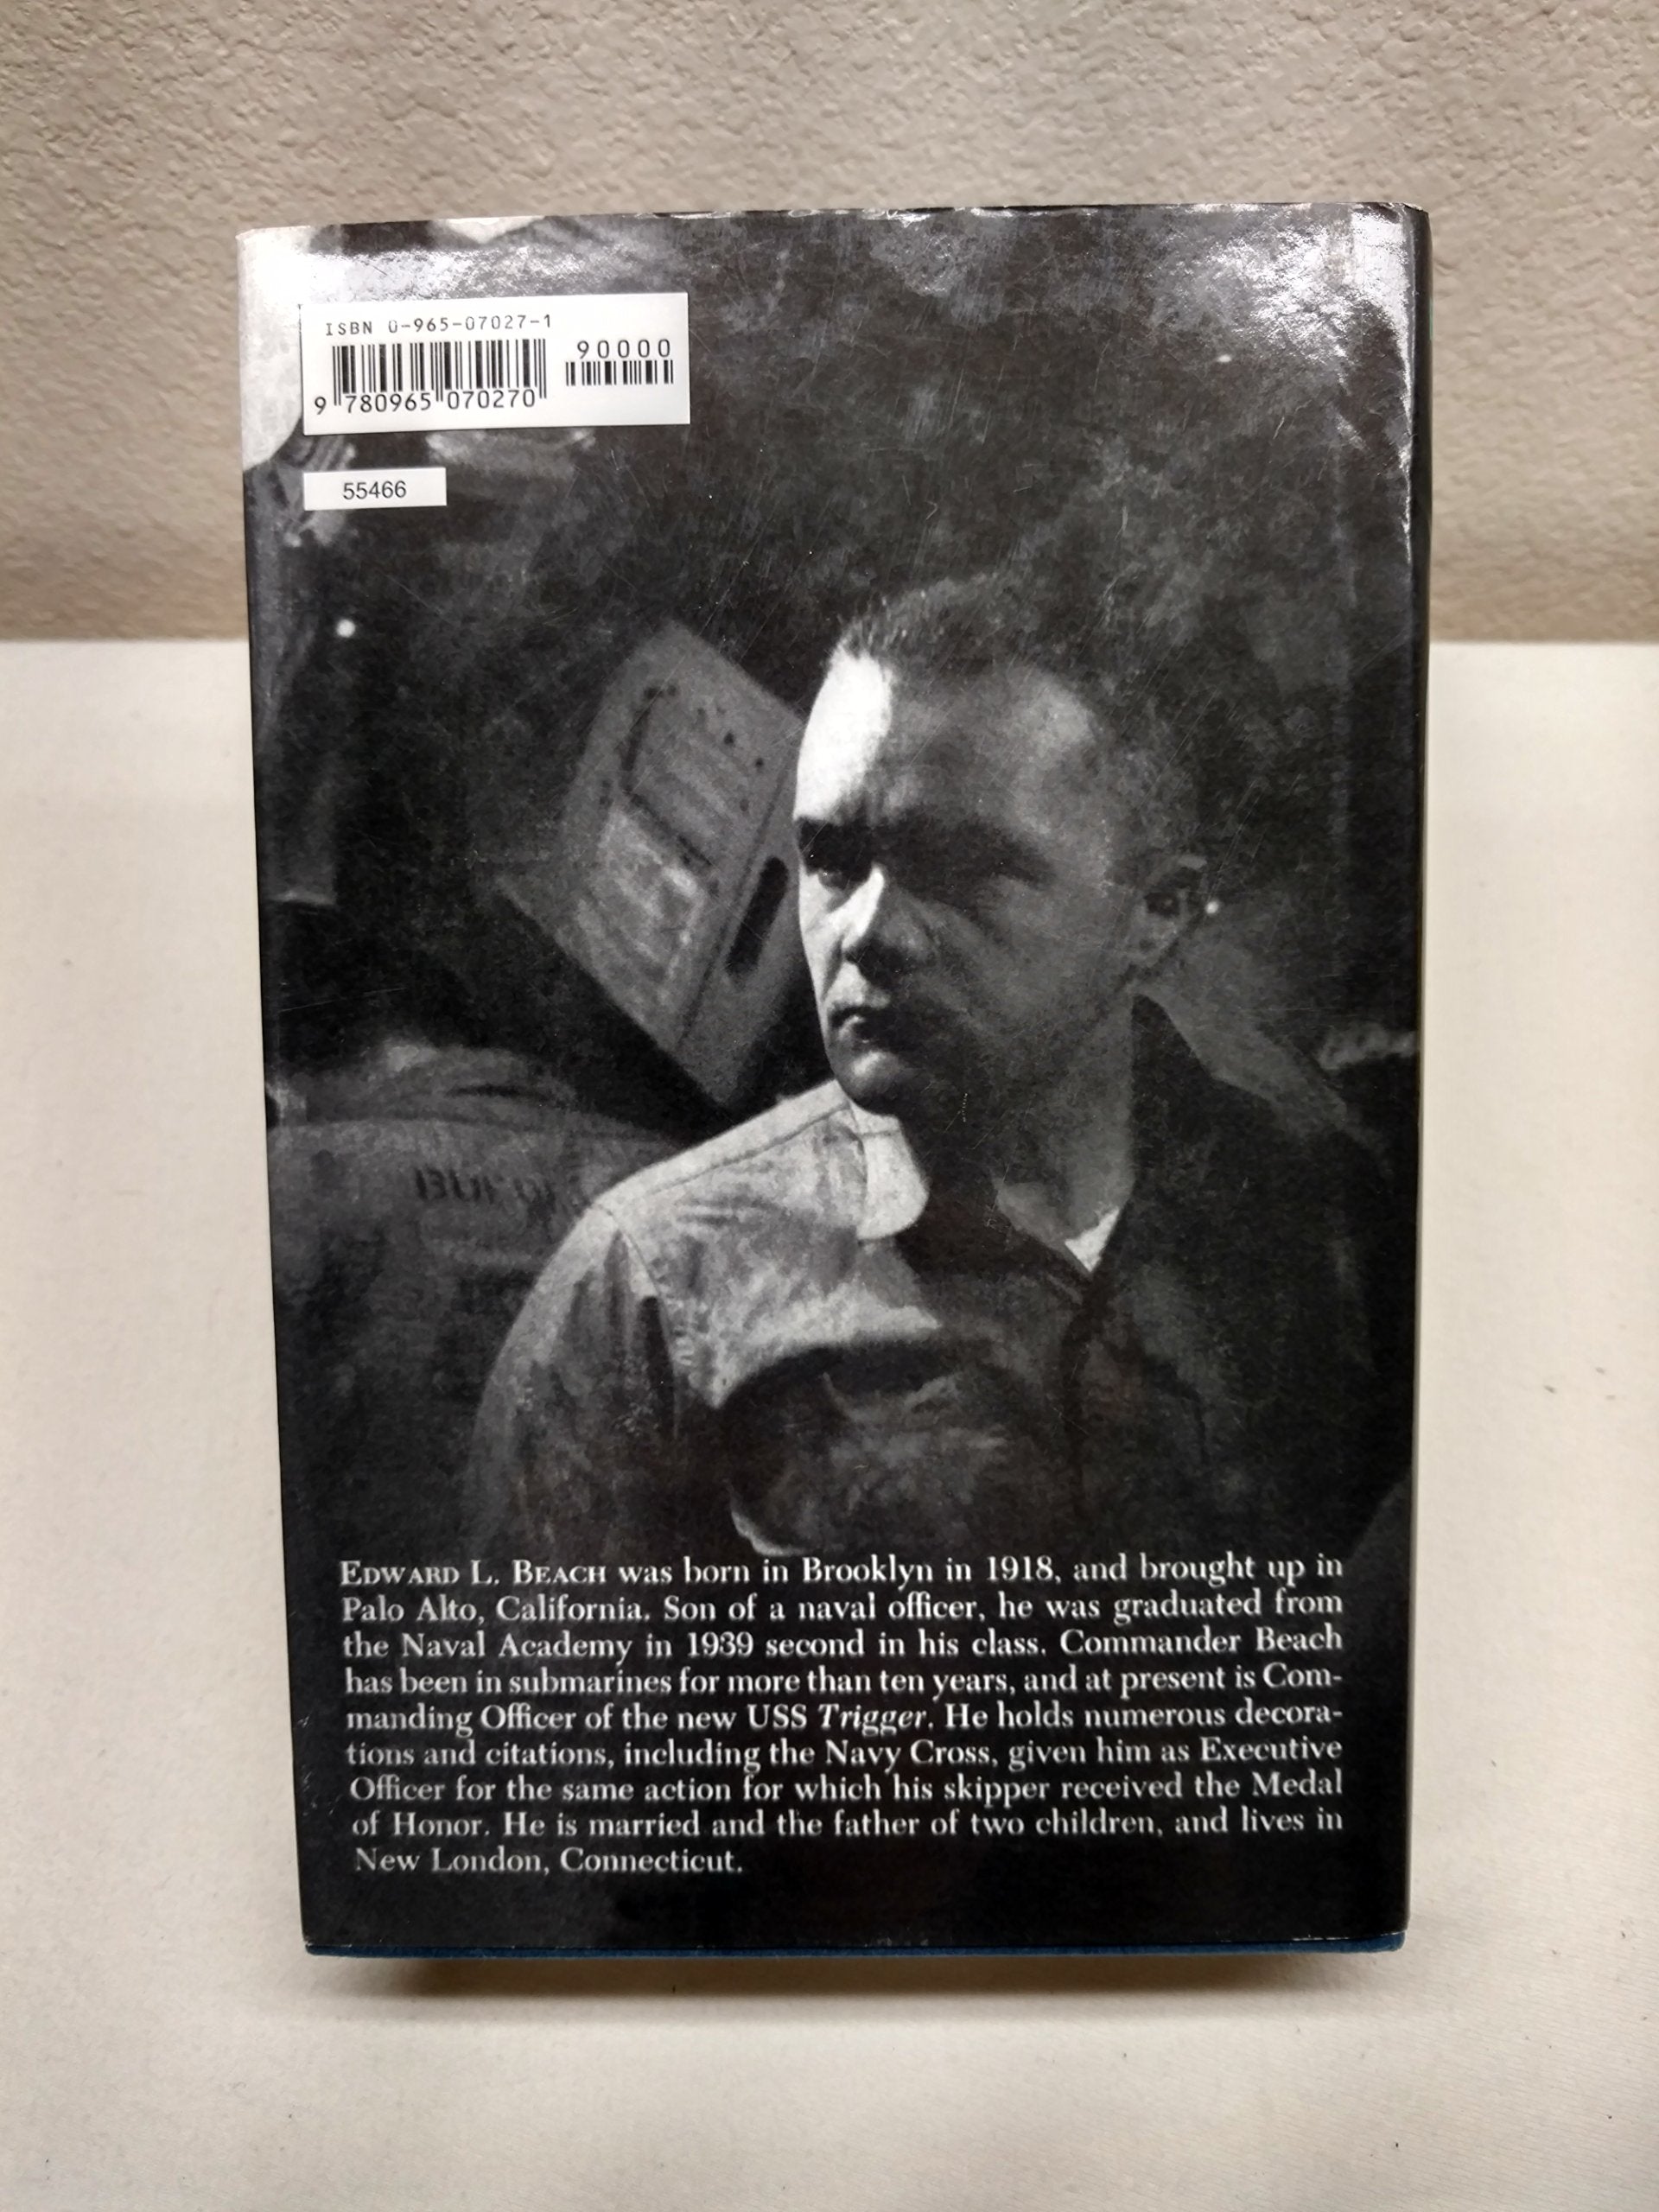 ISBN 0-965-07027-1
90000
9 780965 070270
55466
EDWARD L. BEACH was born in Brooklyn in 1918, and brought up in
Palo Alto, California. Son of a naval officer, he was graduated from
the Naval Academy in 1939 second in his class. Commander Beach
has been in submarines for more than ten years, and at present is Com-
manding Officer of the new USS Trigger. He holds numerous decora-
tions and citations, including the Navy Cross, given him as Executive
Officer for the same action for which his skipper received the Medal
of Honor. He is married and the father of two children, and lives in
New London, Connecticut.